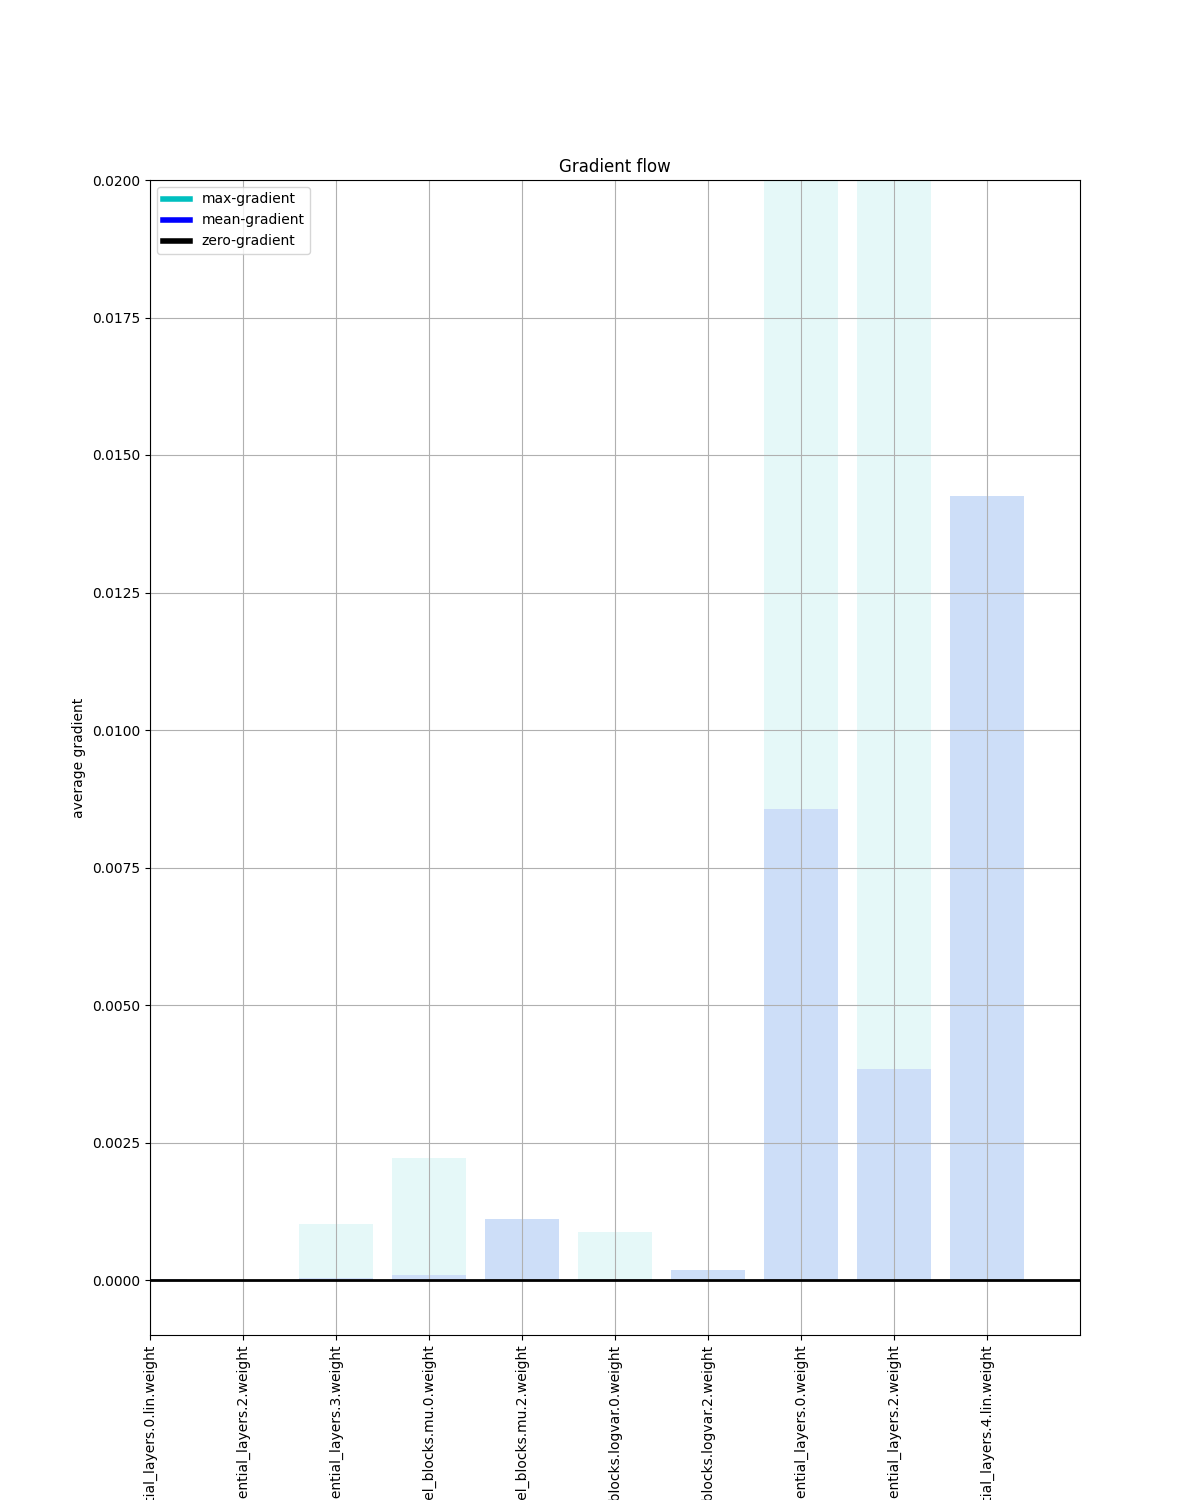 Gradient flow
max-gradient
mean-gradient
zero-gradient
0.0200
0.0175
0.0150
0.0125
0.0100
0.0075
0.0050
0.0025
0.0000
average gradient
tial_layers.0.lin.weight
ential_layers.2.weight
ential_layers.3.weight
el_blocks.mu.0.weight
el_blocks.mu.2.weight
blocks.logvar.0.weight
blocks.logvar.2.weight
ential_layers.0.weight
ential_layers.2.weight
tial_layers.4.lin.weight